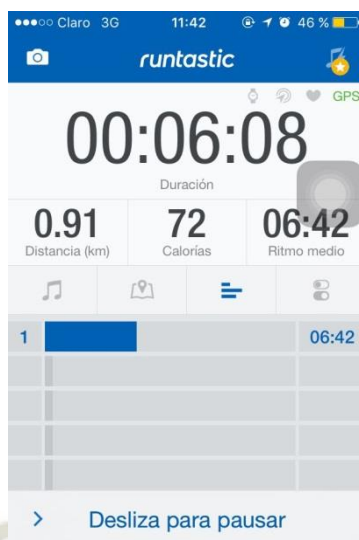 Claro 3G 11:42 46 %
runtastic
GPS
00:06:08
Duración
0.91 72 06:42
Distancia (km) Calorías Ritmo medio
1 06:42
> Desliza para pausar